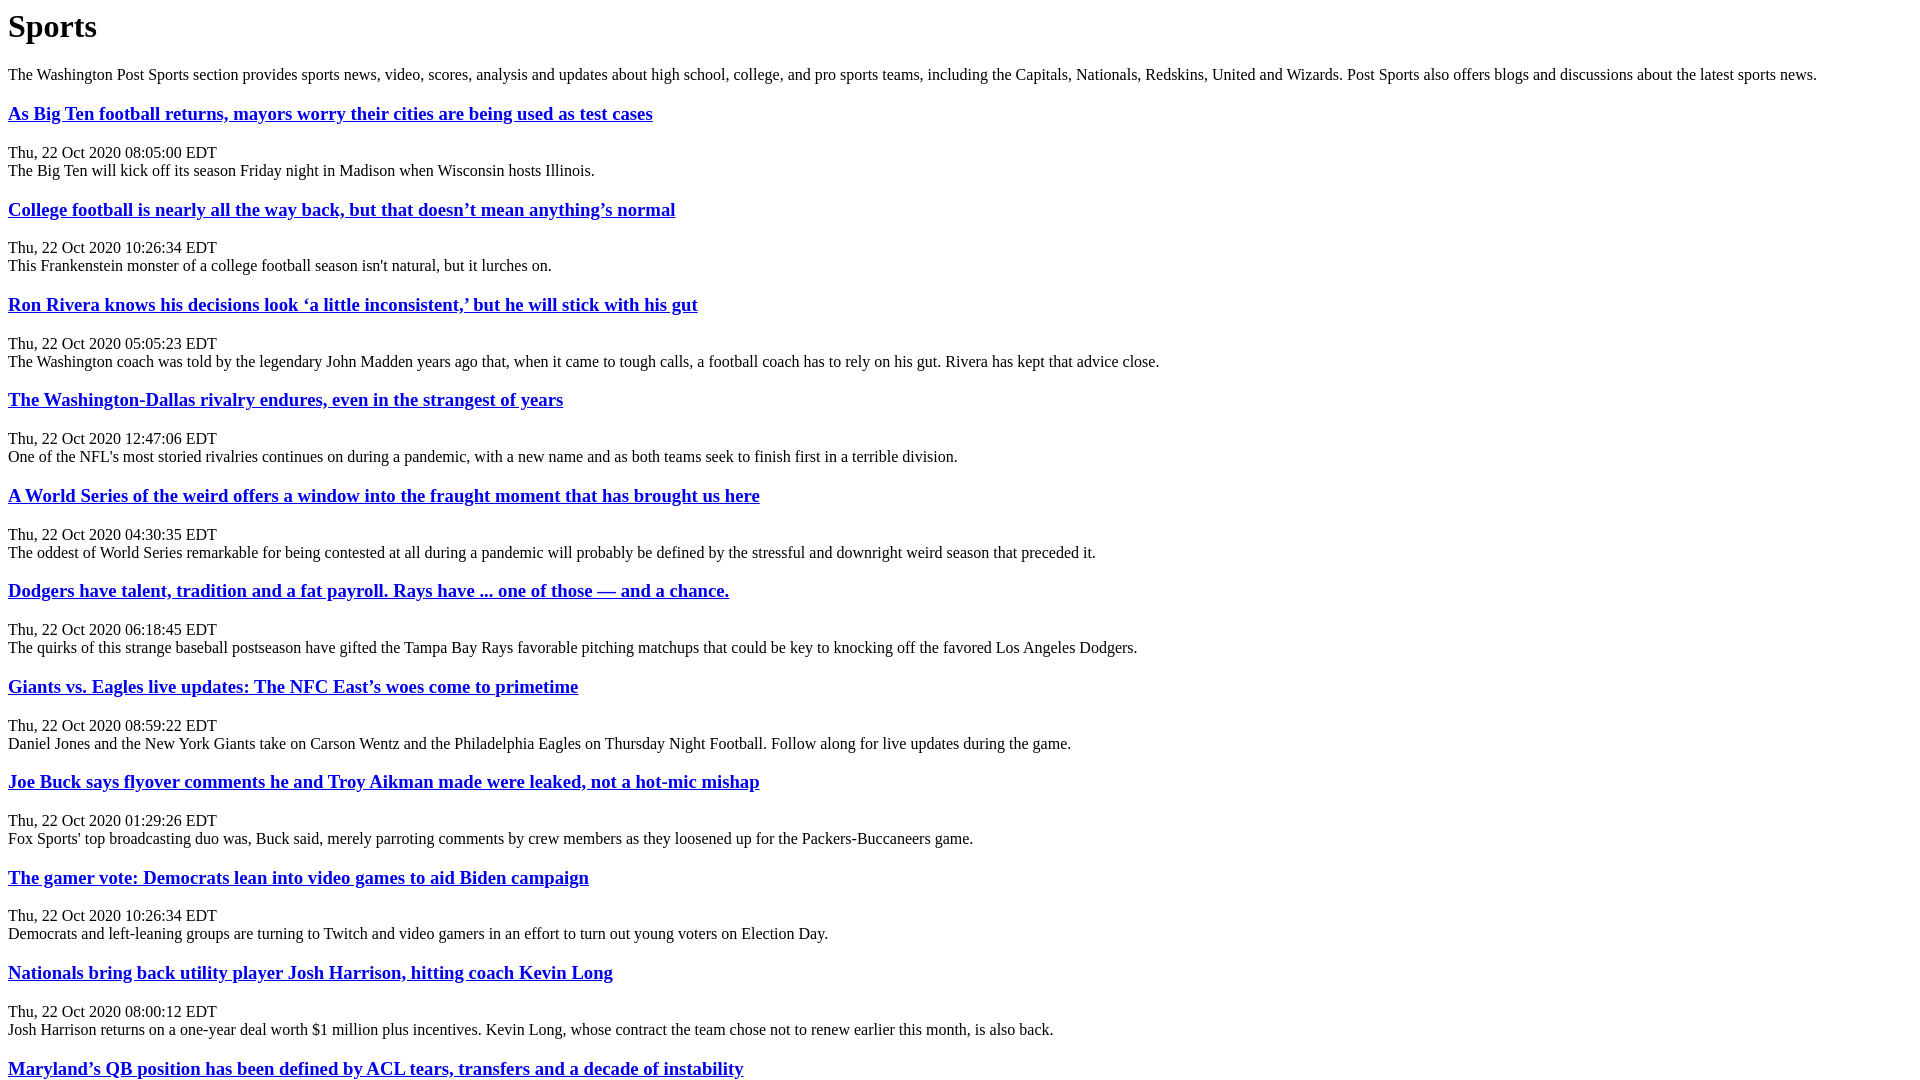 Sports
The Washington Post Sports section provides sports news, video, scores, analysis and updates about high school, college, and pro sports teams, including the Capitals, Nationals, Redskins, United and Wizards. Post Sports also offers blogs and discussions about the latest sports news.
As Big Ten football returns, mayors worry their cities are being used as test cases
Thu, 22 Oct 2020 08:05:00 EDT
The Big Ten will kick off its season Friday night in Madison when Wisconsin hosts Illinois.
College football is nearly all the way back, but that doesn’t mean anything’s normal
Thu, 22 Oct 2020 10:26:34 EDT
This Frankenstein monster of a college football season isn't natural, but it lurches on.
Ron Rivera knows his decisions look ‘a little inconsistent,’ but he will stick with his gut
Thu, 22 Oct 2020 05:05:23 EDT
The Washington coach was told by the legendary John Madden years ago that, when it came to tough calls, a football coach has to rely on his gut. Rivera has kept that advice close.
The Washington-Dallas rivalry endures, even in the strangest of years
Thu, 22 Oct 2020 12:47:06 EDT
One of the NFL's most storied rivalries continues on during a pandemic, with a new name and as both teams seek to finish first in a terrible division.
A World Series of the weird offers a window into the fraught moment that has brought us here
Thu, 22 Oct 2020 04:30:35 EDT
The oddest of World Series remarkable for being contested at all during a pandemic will probably be defined by the stressful and downright weird season that preceded it.
Dodgers have talent, tradition and a fat payroll. Rays have ... one of those — and a chance.
Thu, 22 Oct 2020 06:18:45 EDT
The quirks of this strange baseball postseason have gifted the Tampa Bay Rays favorable pitching matchups that could be key to knocking off the favored Los Angeles Dodgers.
Giants vs. Eagles live updates: The NFC East’s woes come to primetime
Thu, 22 Oct 2020 08:59:22 EDT
Daniel Jones and the New York Giants take on Carson Wentz and the Philadelphia Eagles on Thursday Night Football. Follow along for live updates during the game.
Joe Buck says flyover comments he and Troy Aikman made were leaked, not a hot-mic mishap
Thu, 22 Oct 2020 01:29:26 EDT
Fox Sports' top broadcasting duo was, Buck said, merely parroting comments by crew members as they loosened up for the Packers-Buccaneers game.
The gamer vote: Democrats lean into video games to aid Biden campaign
Thu, 22 Oct 2020 10:26:34 EDT
Democrats and left-leaning groups are turning to Twitch and video gamers in an effort to turn out young voters on Election Day.
Nationals bring back utility player Josh Harrison, hitting coach Kevin Long
Thu, 22 Oct 2020 08:00:12 EDT
Josh Harrison returns on a one-year deal worth $1 million plus incentives. Kevin Long, whose contract the team chose not to renew earlier this month, is also back.
Maryland’s QB position has been defined by ACL tears, transfers and a decade of instability